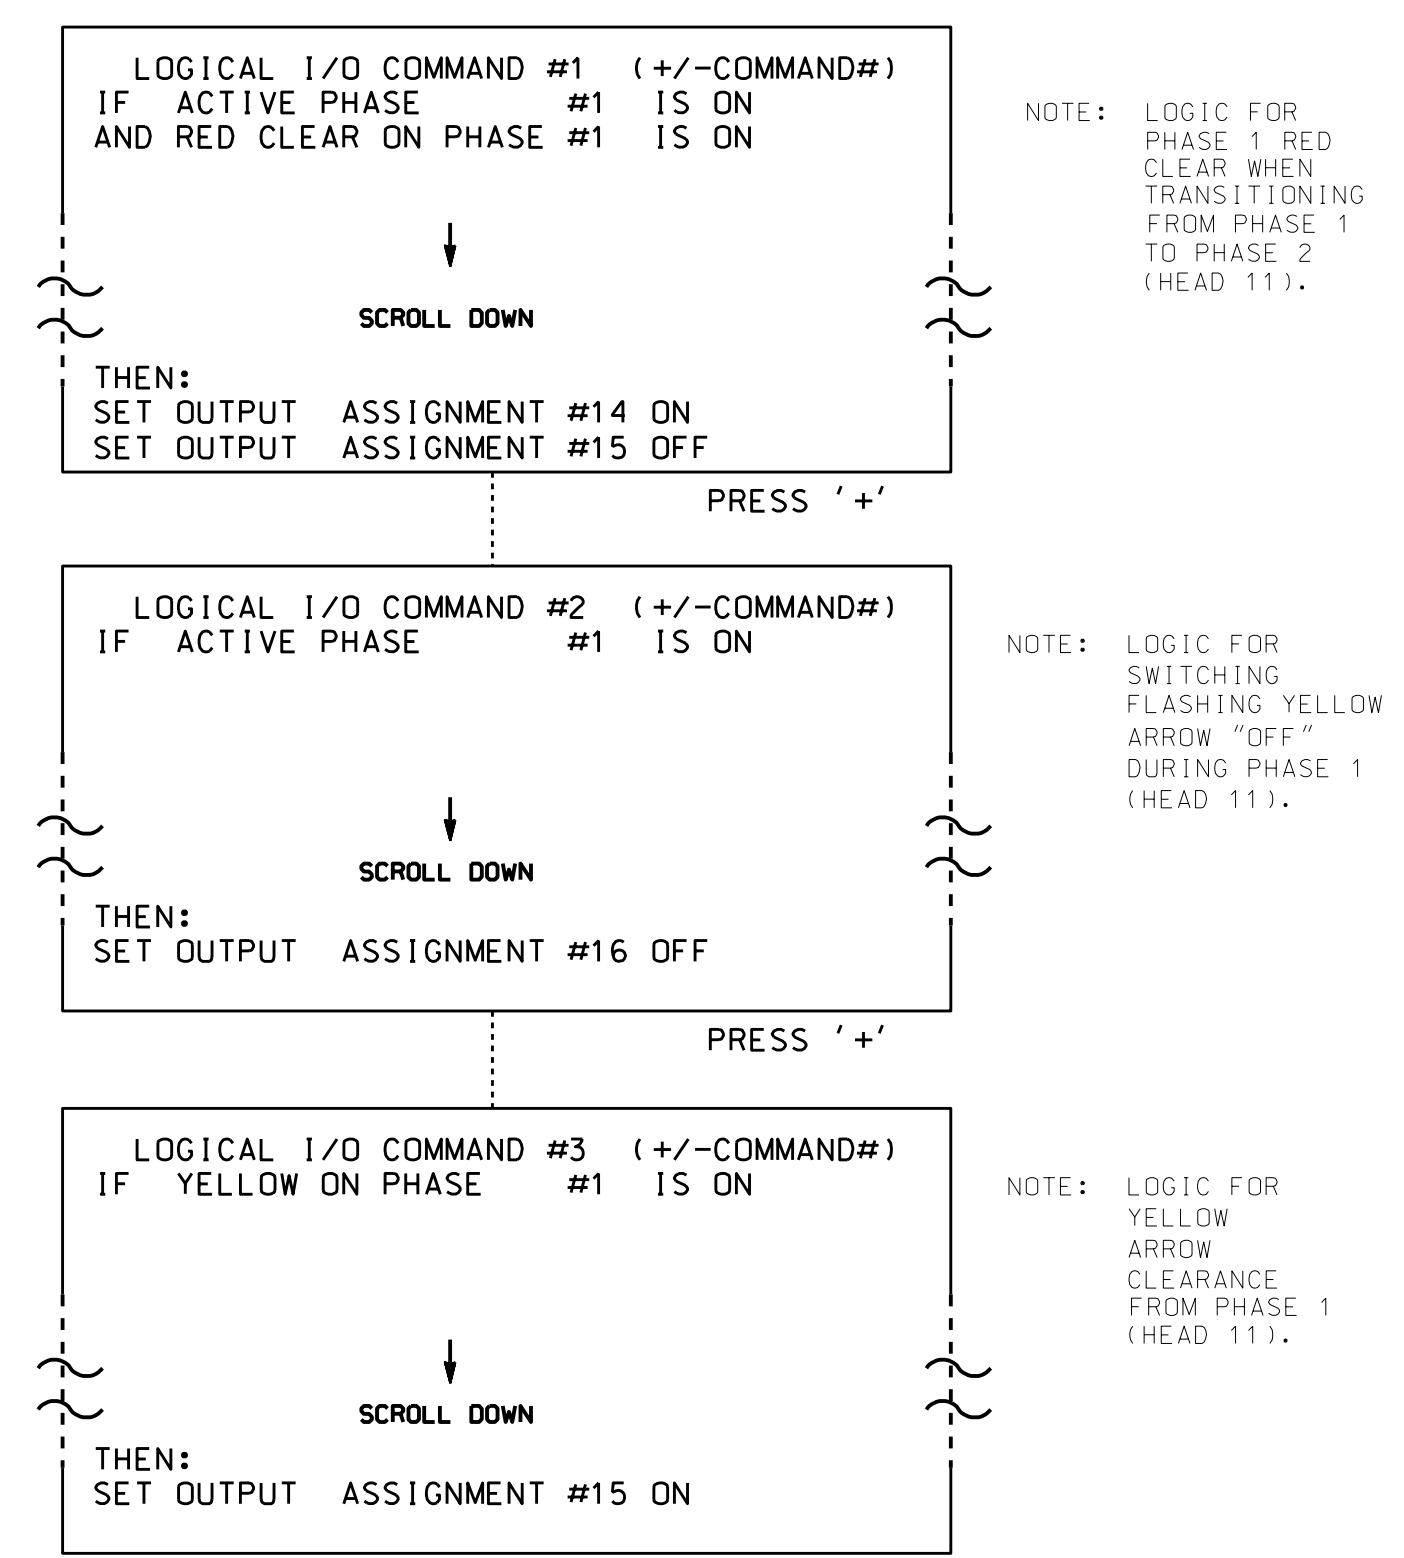 LOGICAL I/O COMMAND #1 (+/-COMMAND#)
IF ACTIVE PHASE #1 IS ON
AND RED CLEAR ON PHASE #1 IS ON
SCROLL DOWN
THEN:
SET OUTPUT ASSIGNMENT #14 ON
SET OUTPUT ASSIGNMENT #15 OFF
NOTE: LOGIC FOR
PHASE 1 RED
CLEAR WHEN
TRANSITIONING
FROM PHASE 1
TO PHASE 2
(HEAD 11).
PRESS '+'
LOGICAL I/O COMMAND #2 (+/-COMMAND#)
IF ACTIVE PHASE #1 IS ON
SCROLL DOWN
THEN:
SET OUTPUT ASSIGNMENT #16 OFF
NOTE: LOGIC FOR
SWITCHING
FLASHING YELLOW
ARROW "OFF"
DURING PHASE 1
(HEAD 11).
PRESS '+'
LOGICAL I/O COMMAND #3 (+/-COMMAND#)
IF YELLOW ON PHASE #1 IS ON
SCROLL DOWN
THEN:
SET OUTPUT ASSIGNMENT #15 ON
NOTE: LOGIC FOR
YELLOW
ARROW
CLEARANCE
FROM PHASE 1
(HEAD 11).